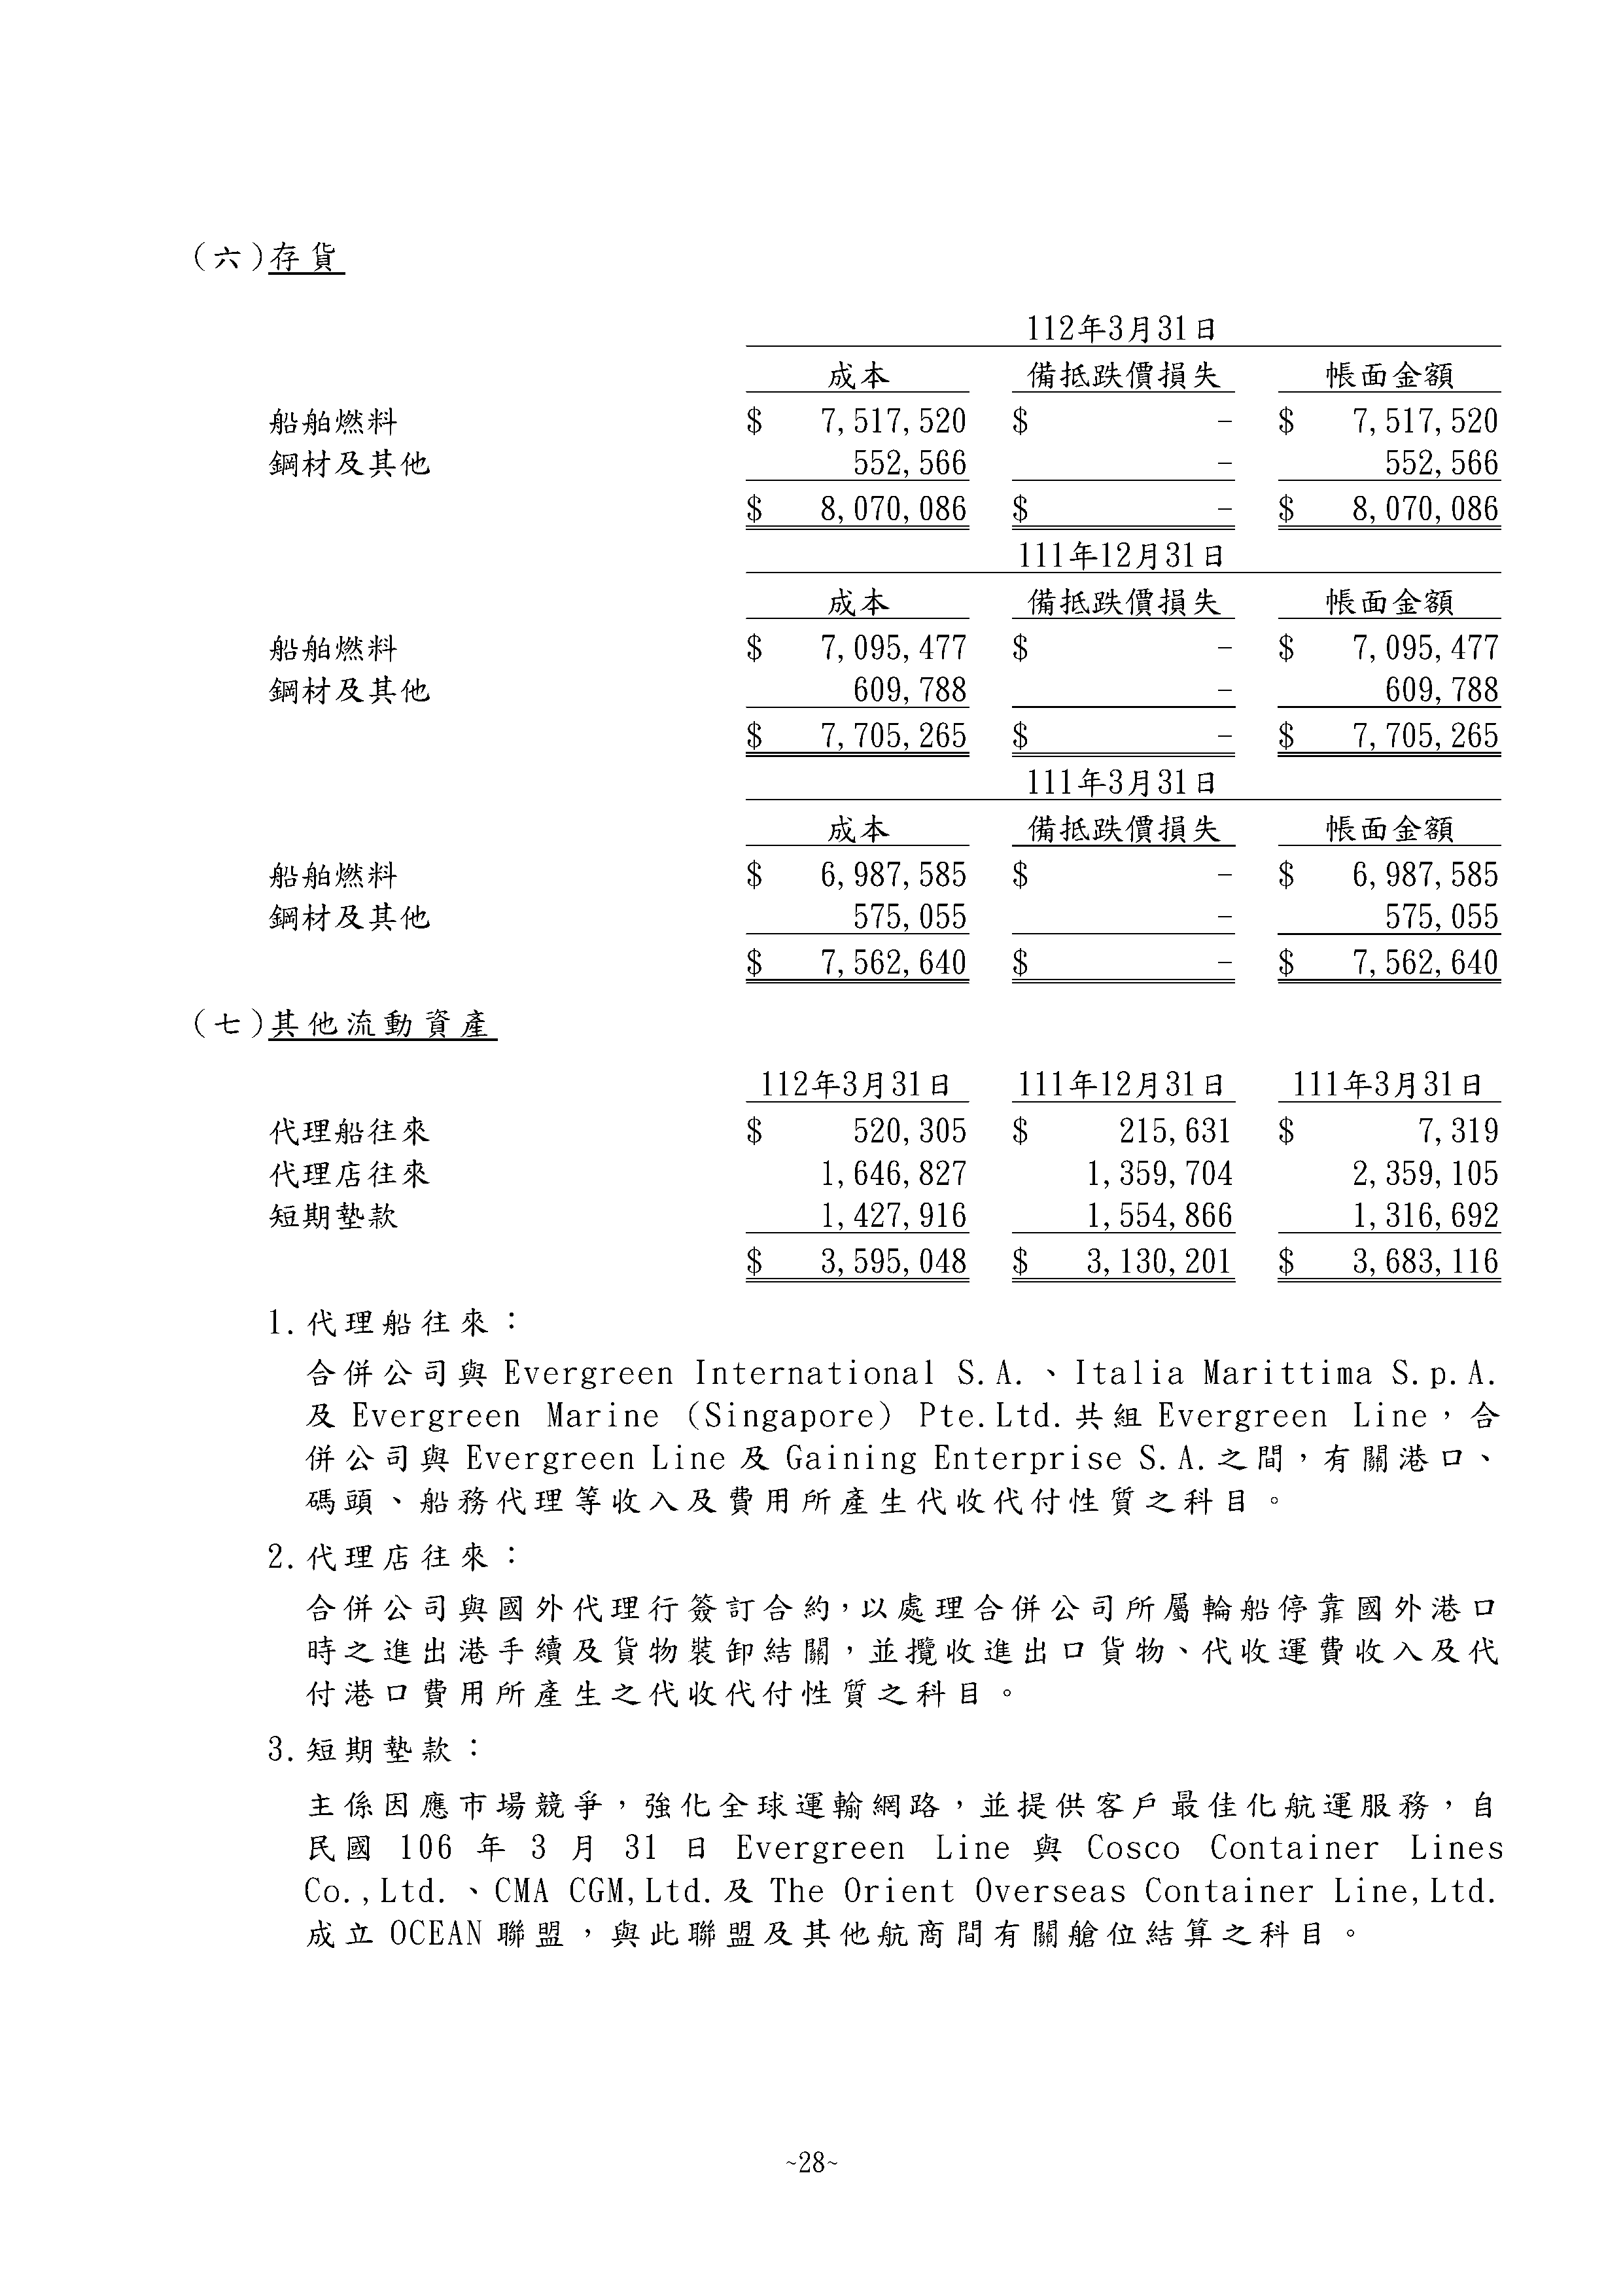 (六)存貨
112年3月31日
成本 備抵跌價損失 帳面金額
船舶燃料 $ 7,517,520 $ - $ 7,517,520
鋼材及其他 552,566 - 552,566
$ 8,070,086 $ - $ 8,070,086
111年12月31日
成本 備抵跌價損失 帳面金額
船舶燃料 $ 7,095,477 $ - $ 7,095,477
鋼材及其他 609,788 - 609,788
$ 7,705,265 $ - $ 7,705,265
111年3月31日
成本 備抵跌價損失 帳面金額
船舶燃料 $ 6,987,585 $ - $ 6,987,585
鋼材及其他 575,055 - 575,055
$ 7,562,640 $ - $ 7,562,640
(七)其他流動資產
112年3月31日 111年12月31日 111年3月31日
代理船往來 $ 520,305 $ 215,631 $ 7,319
代理店往來 1,646,827 1,359,704 2,359,105
短期墊款 1,427,916 1,554,866 1,316,692
$ 3,595,048 $ 3,130,201 $ 3,683,116
1.代理船往來：
合併公司與 Evergreen International S.A.、Italia Marittima S.p.A.
及 Evergreen Marine (Singapore) Pte.Ltd.共組 Evergreen Line，合
併公司與 Evergreen Line 及 Gaining Enterprise S.A.之間，有關港口、
碼頭、船務代理等收入及費用所產生代收代付性質之科目。
2.代理店往來：
合併公司與國外代理行簽訂合約，以處理合併公司所屬輪船停靠國外港口
時之進出港手續及貨物裝卸結關，並攬收進出口貨物、代收運費收入及代
付港口費用所產生之代收代付性質之科目。
3.短期墊款：
主係因應市場競爭，強化全球運輸網路，並提供客戶最佳化航運服務，自
民國 106 年 3 月 31 日 Evergreen Line 與 Cosco Container Lines
Co.,Ltd.、CMA CGM,Ltd.及 The Orient Overseas Container Line,Ltd.
成立 OCEAN 聯盟，與此聯盟及其他航商間有關艙位結算之科目。
~28~